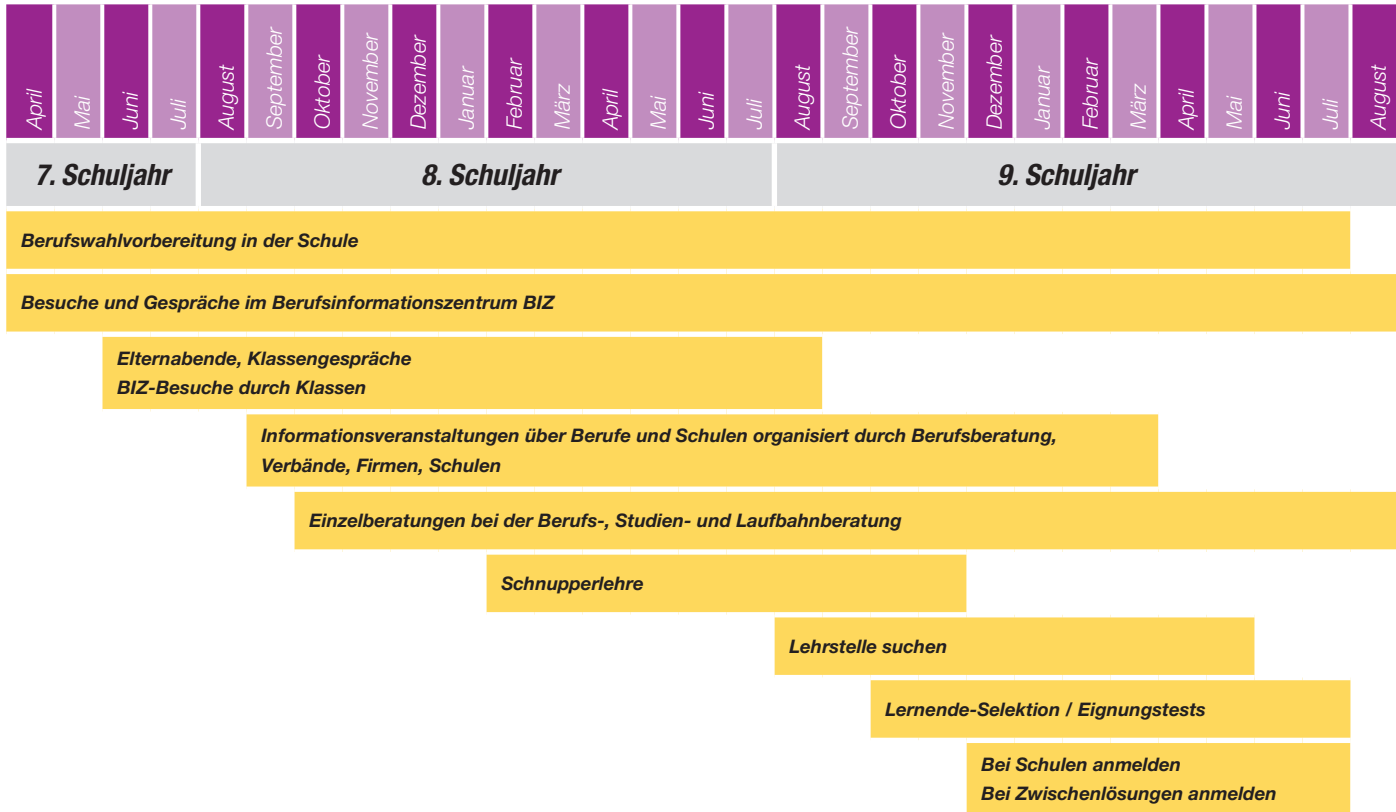 April
Mai
Juni
Juli
August
September
Oktober
November
Dezember
Januar
Februar
März
April
Mai
Juni
Juli
August
September
Oktober
November
Dezember
Januar
Februar
März
April
Mai
Juni
Juli
August
7. Schuljahr
8. Schuljahr
9. Schuljahr
Berufswahlvorbereitung in der Schule
Besuche und Gespräche im Berufsinformationszentrum BIZ
Elternabende, Klassengespräche
BIZ-Besuche durch Klassen
Informationsveranstaltungen über Berufe und Schulen organisiert durch Berufsberatung,
Verbände, Firmen, Schulen
Einzelberatungen bei der Berufs-, Studien- und Laufbahnberatung
Schnupperlehre
Lehrstelle suchen
Lernende-Selektion / Eignungstests
Bei Schulen anmelden
Bei Zwischenlösungen anmelden